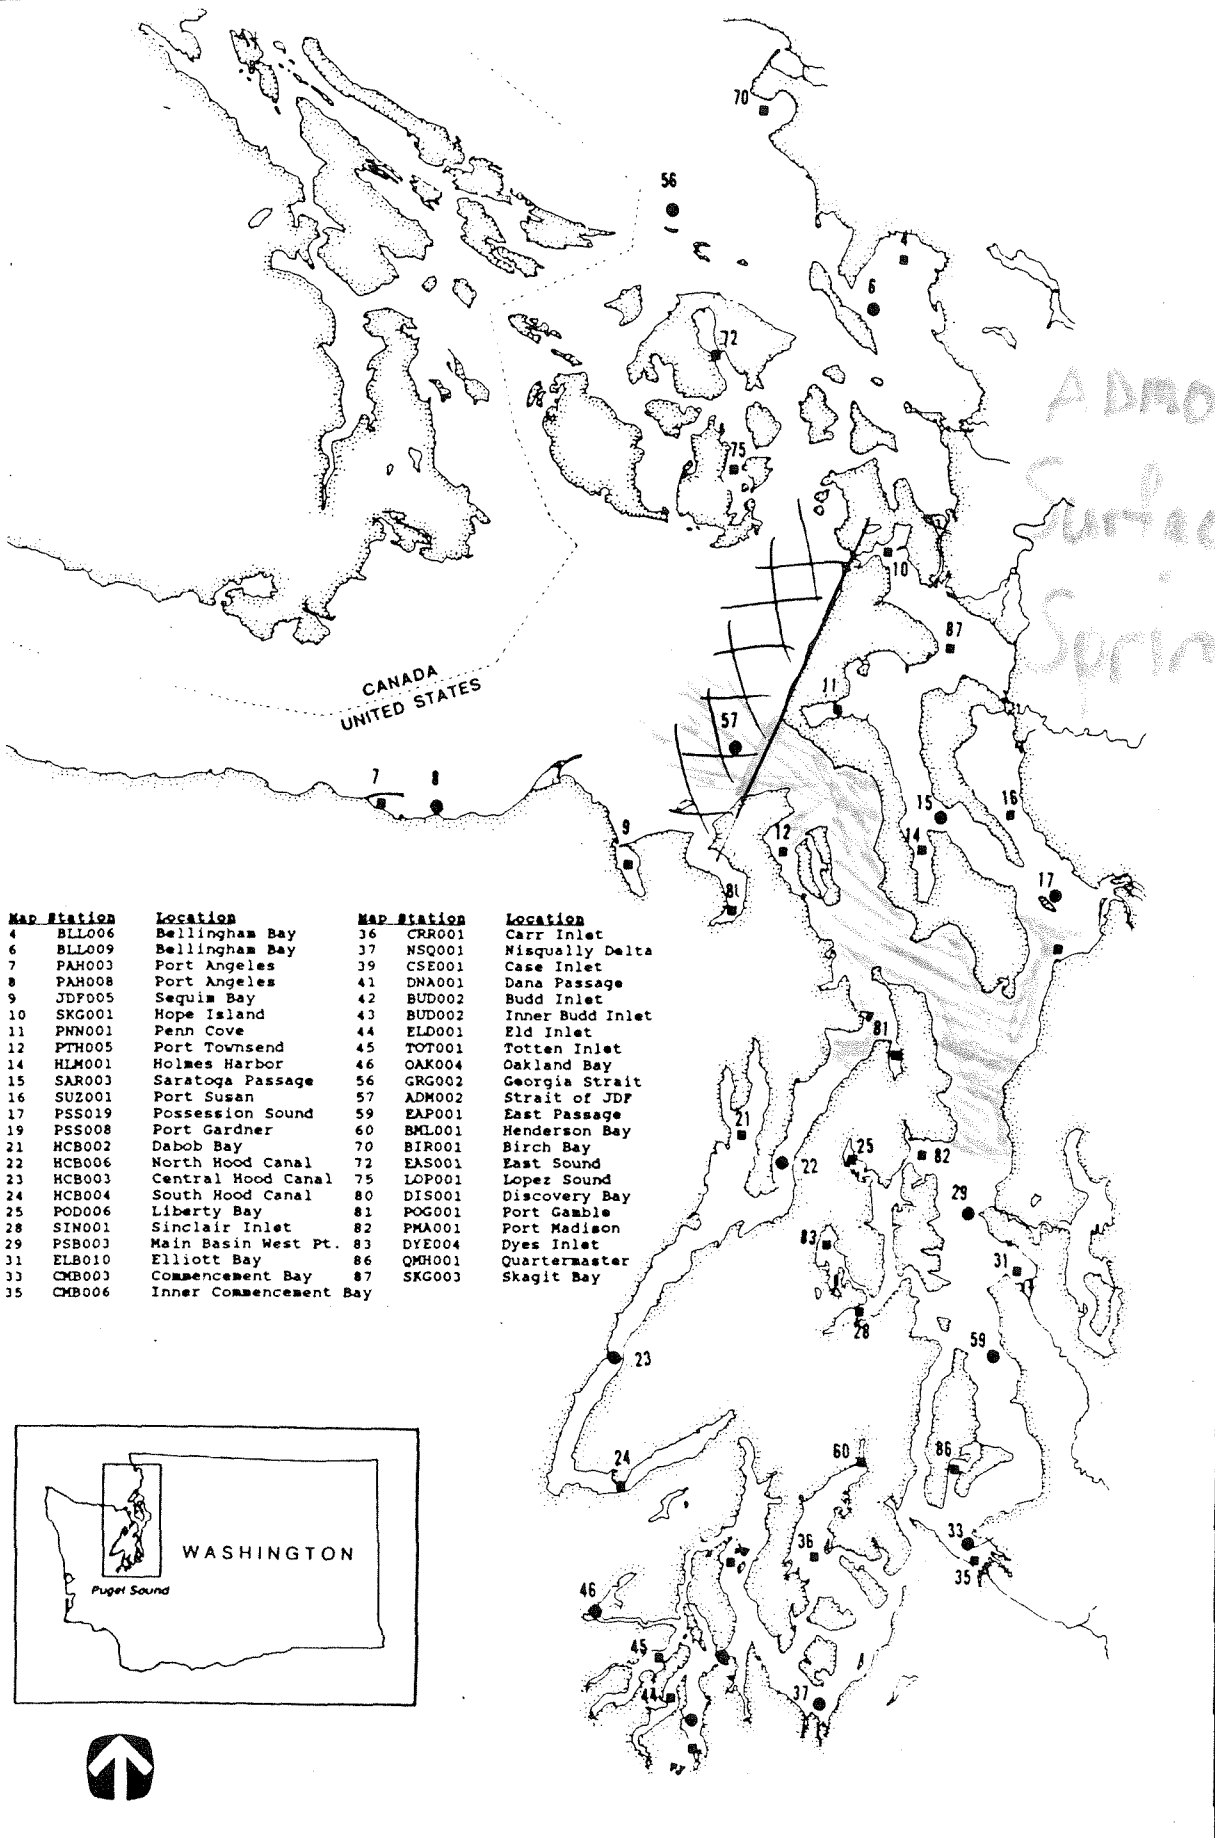 70
56
4
6
72
75
ADMO
Surfac
Sprin
10
87
CANADA
UNITED STATES
11
57
7
8
15
16
9
12
14
17
81
Map Station Location Map Station Location
4 BLL006 Bellingham Bay 36 CRR001 Carr Inlet
6 BLL009 Bellingham Bay 37 NSQ001 Nisqually Delta
7 PAH003 Port Angeles 39 CSE001 Case Inlet
8 PAH008 Port Angeles 41 DNA001 Dana Passage
9 JDF005 Sequim Bay 42 BUD002 Budd Inlet
10 SKG001 Hope Island 43 BUD002 Inner Budd Inlet
11 PNN001 Penn Cove 44 ELD001 Eld Inlet
12 PTH005 Port Townsend 45 TOT001 Totten Inlet
14 HLM001 Holmes Harbor 46 OAK004 Oakland Bay
15 SAR003 Saratoga Passage 56 GRG002 Georgia Strait
16 SUZ001 Port Susan 57 ADM002 Strait of JDF
17 PSS019 Possession Sound 59 EAP001 East Passage
19 PSS008 Port Gardner 60 BML001 Henderson Bay
21 HCB002 Dabob Bay 70 BIR001 Birch Bay
22 HCB006 North Hood Canal 72 EAS001 East Sound
23 HCB003 Central Hood Canal 75 LOP001 Lopez Sound
24 HCB004 South Hood Canal 80 DIS001 Discovery Bay
25 POD006 Liberty Bay 81 POG001 Port Gamble
28 SIN001 Sinclair Inlet 82 PMA001 Port Madison
29 PSB003 Main Basin West Pt. 83 DYE004 Dyes Inlet
31 ELB010 Elliott Bay 86 QMH001 Quartermaster
33 CMB003 Commencement Bay 87 SKG003 Skagit Bay
35 CMB006 Inner Commencement Bay
81
21
22
25
82
29
83
31
28
23
59
24
60
86
33
36
35
46
45
44
37
WASHINGTON
Puget Sound